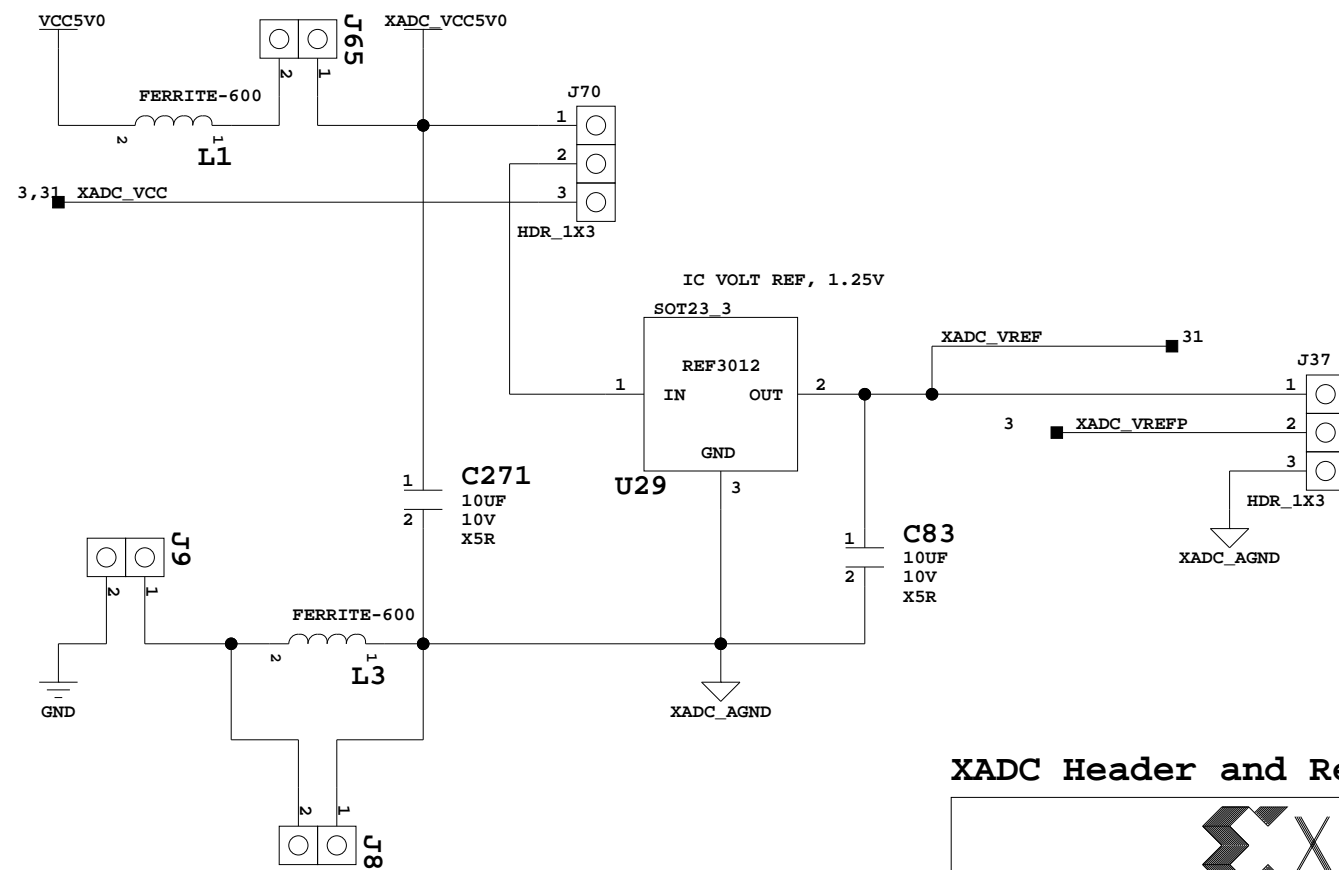 VCC5V0
J65
XADC_VCC5V0
2
1
FERRITE-600
2
1
L1
J70
1
2
3
HDR_1X3
3,31 XADC_VCC
IC VOLT REF, 1.25V
SOT23_3
REF3012
1
IN
OUT
2
GND
3
U29
XADC_VREF
31
J37
1
3
XADC_VREFP
2
3
HDR_1X3
XADC_AGND
1
C271
10UF
2
10V
X5R
1
C83
10UF
2
10V
X5R
J9
2
1
FERRITE-600
2
1
L3
GND
XADC_AGND
2
1
J8
XADC Header and Re
X